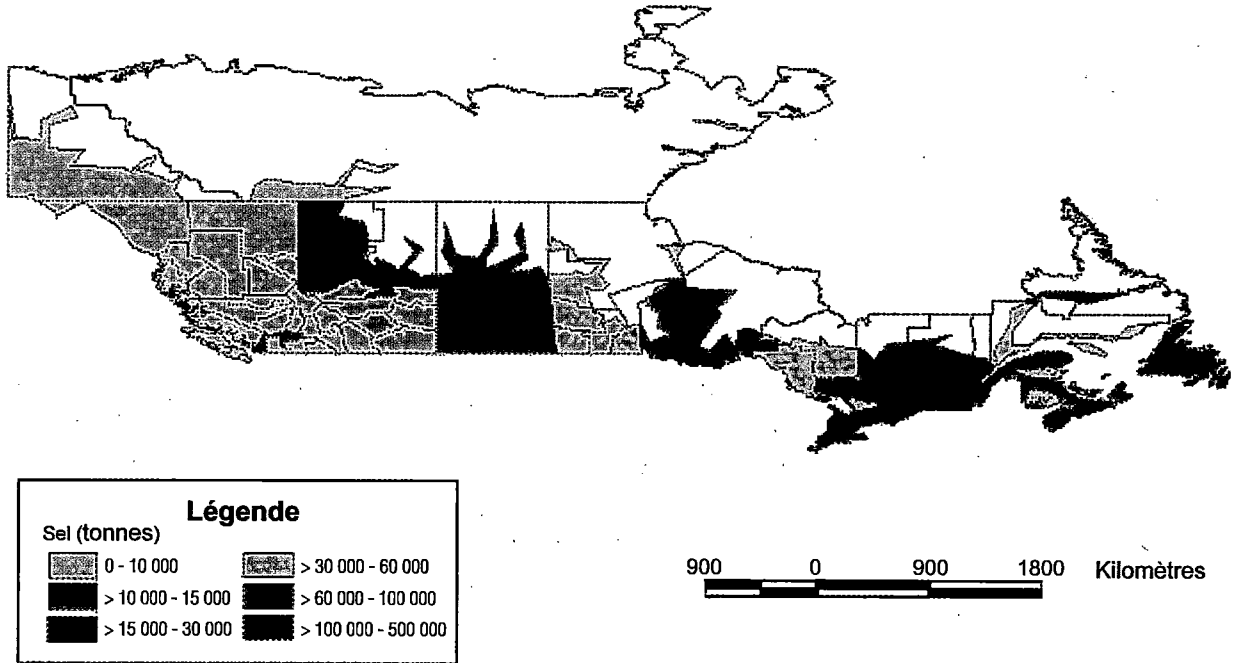 Légende
Sel (tonnes)
0 - 10 000
> 30 000 - 60 000
> 10 000 - 15 000
> 60 000 - 100 000
> 15 000 - 30 000
> 100 000 - 500 000
900 0 900 1800 Kilomètres